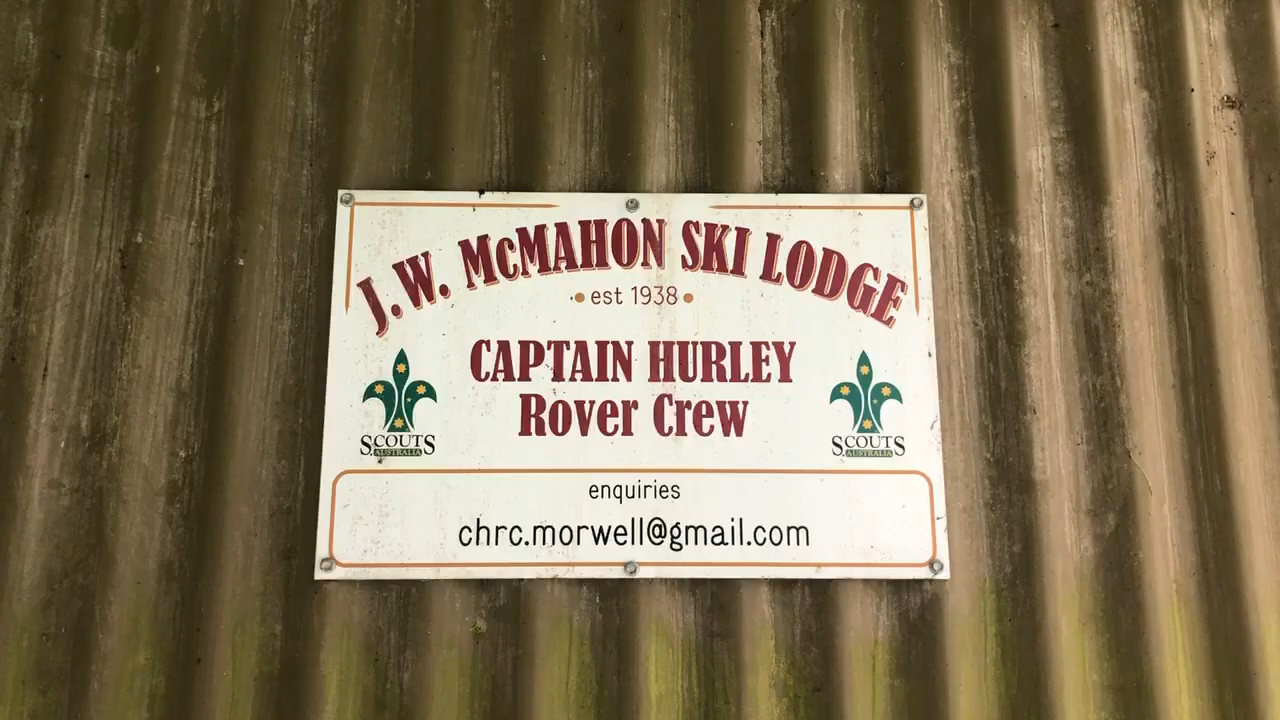 J.W. McMAHON SKI LODGE
• est 1938 •
CAPTAIN HURLEY
Rover Crew
SCOUTS
AUSTRALIA
SCOUTS
AUSTRALIA
enquiries
chrc.morwell@gmail.com